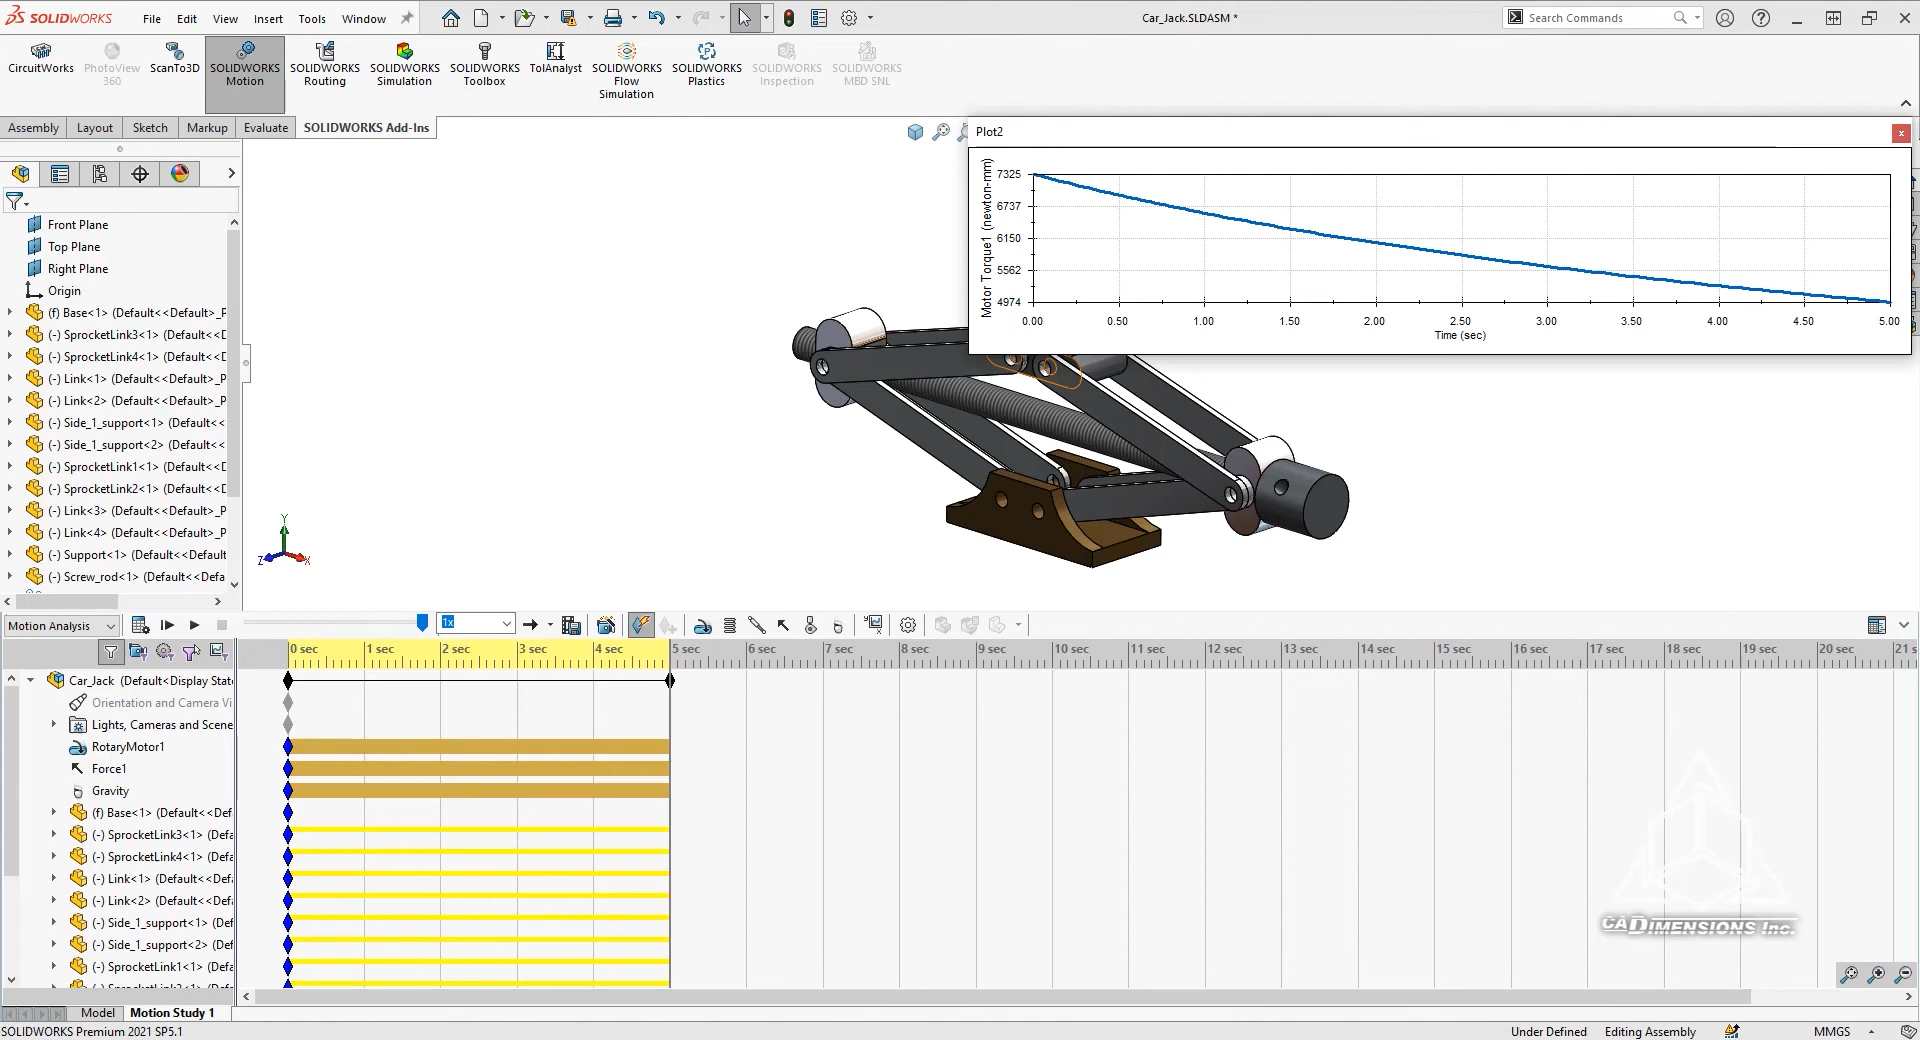 SOLIDWORKS File Edit View Insert Tools Window
Car_Jack.SLDASM *
Search Commands
CircuitWorks
PhotoView 360
ScanTo3D
SOLIDWORKS Motion
SOLIDWORKS Routing
SOLIDWORKS Simulation
SOLIDWORKS Toolbox
TolAnalyst
SOLIDWORKS Flow Simulation
SOLIDWORKS Plastics
SOLIDWORKS Inspection
SOLIDWORKS MBD SNL
Assembly Layout Sketch Markup Evaluate SOLIDWORKS Add-Ins
Plot2
Motor Torque1 (newton-mm)
7325
6737
6150
5562
4974
0.00 0.50 1.00 1.50 2.00 2.50 3.00 3.50 4.00 4.50 5.00
Time (sec)
Front Plane
Top Plane
Right Plane
Origin
(f) Base<1> (Default<<Default>_P
(-) SprocketLink3<1> (Default<<D
(-) SprocketLink4<1> (Default<<D
(-) Link<1> (Default<<Default>_P
(-) Link<2> (Default<<Default>_P
(-) Side_1_support<1> (Default<<
(-) Side_1_support<2> (Default<<
(-) SprocketLink1<1> (Default<<D
(-) SprocketLink2<1> (Default<<D
(-) Link<3> (Default<<Default>_P
(-) Link<4> (Default<<Default>_P
(-) Support<1> (Default<<Default
(-) Screw_rod<1> (Default<<Defa
Y
Z X
Motion Analysis
1x
0 sec 1 sec 2 sec 3 sec 4 sec 5 sec 6 sec 7 sec 8 sec 9 sec 10 sec 11 sec 12 sec 13 sec 14 sec 15 sec 16 sec 17 sec 18 sec 19 sec 20 sec 21 s
Car_Jack (Default<Display Stat
Orientation and Camera Vi
Lights, Cameras and Scene
RotaryMotor1
Force1
Gravity
(f) Base<1> (Default<<Def
(-) SprocketLink3<1> (Defa
(-) SprocketLink4<1> (Defa
(-) Link<1> (Default<<Defa
(-) Link<2> (Default<<Defa
(-) Side_1_support<1> (Def
(-) Side_1_support<2> (Def
(-) SprocketLink1<1> (Defa
CADIMENSIONS Inc.
Model Motion Study 1
SOLIDWORKS Premium 2021 SP5.1
Under Defined Editing Assembly MMGS